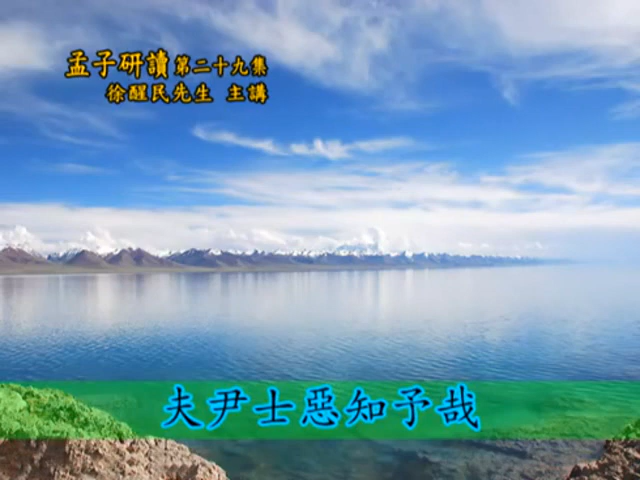 孟子研讀第二十九集
徐醒民先生 主講
夫尹士惡知予哉